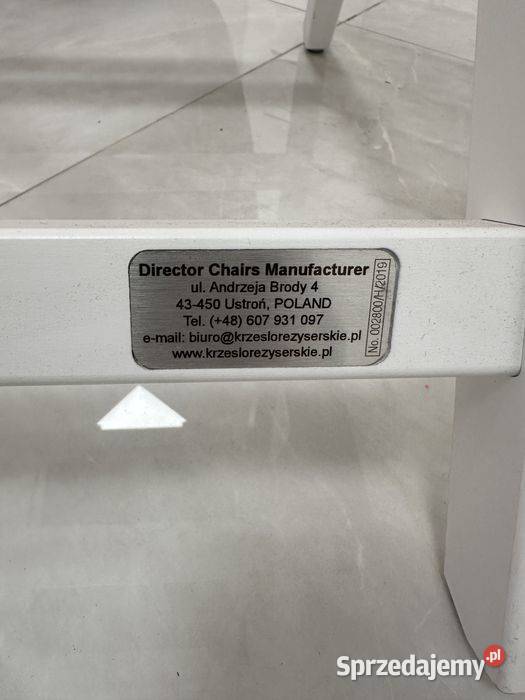 Director Chairs Manufacturer
ul. Andrzeja Brody 4
43-450 Ustroń, POLAND
Tel. (+48) 607 931 097
e-mail: biuro@krzeslorezyserskie.pl
www.krzeslorezyserskie.pl
No. 002800/H/2019
Sprzedajemy.pl